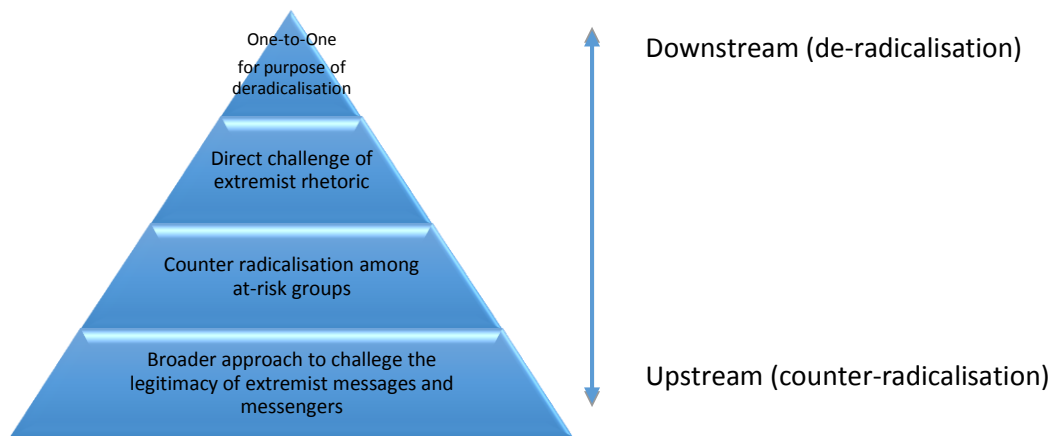 One-to-One
for purpose of
deradicalisation
Downstream (de-radicalisation)
Direct challenge of
extremist rhetoric
Counter radicalisation among
at-risk groups
Broader approach to challege the
legitimacy of extremist messages and
messengers
Upstream (counter-radicalisation)